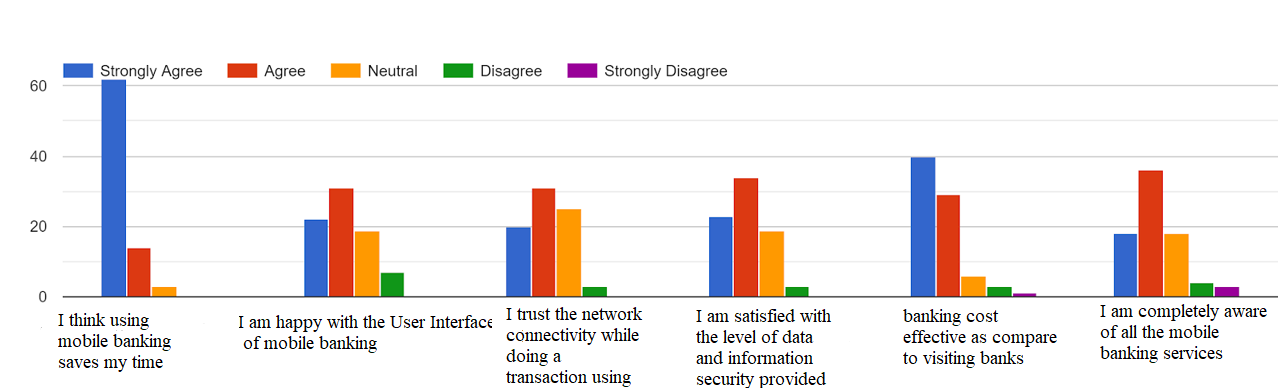 Strongly Agree Agree Neutral Disagree Strongly Disagree
60
40
20
0
I think using
mobile banking
saves my time
I am happy with the User Interface
of mobile banking
I trust the network
connectivity while
doing a
transaction using
I am satisfied with
the level of data
and information
security provided
banking cost
effective as compare
to visiting banks
I am completely aware
of all the mobile
banking services